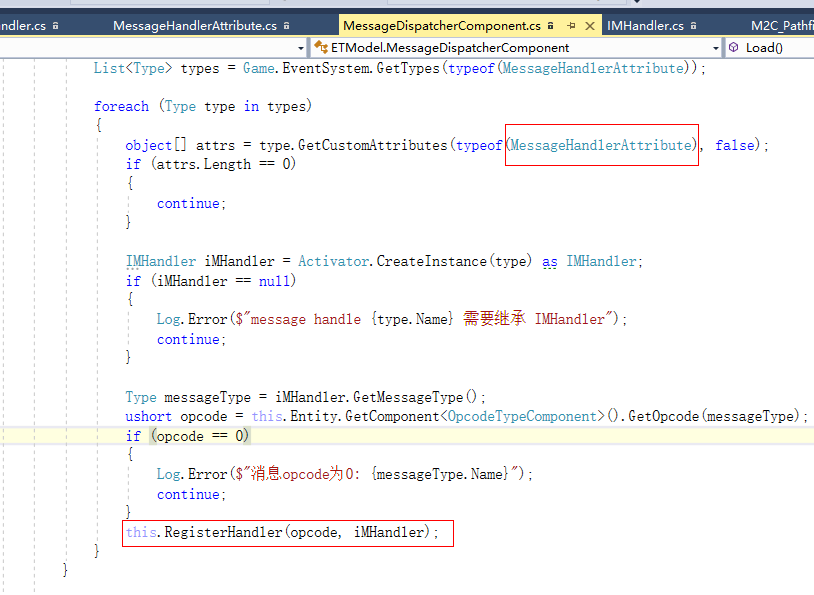 ndler.cs MessageHandlerAttribute.cs MessageDispatcherComponent.cs IMHandler.cs M2C_Pathfi
ETModel.MessageDispatcherComponent Load()
List<Type> types = Game.EventSystem.GetTypes(typeof(MessageHandlerAttribute));
foreach (Type type in types)
{
object[] attrs = type.GetCustomAttributes(typeof(MessageHandlerAttribute), false);
if (attrs.Length == 0)
{
continue;
}
IMHandler iMHandler = Activator.CreateInstance(type) as IMHandler;
if (iMHandler == null)
{
Log.Error($"message handle {type.Name} 需要继承 IMHandler");
continue;
}
Type messageType = iMHandler.GetMessageType();
ushort opcode = this.Entity.GetComponent<OpcodeTypeComponent>().GetOpcode(messageType);
if (opcode == 0)
{
Log.Error($"消息opcode为0: {messageType.Name}");
continue;
}
this.RegisterHandler(opcode, iMHandler);
}
}